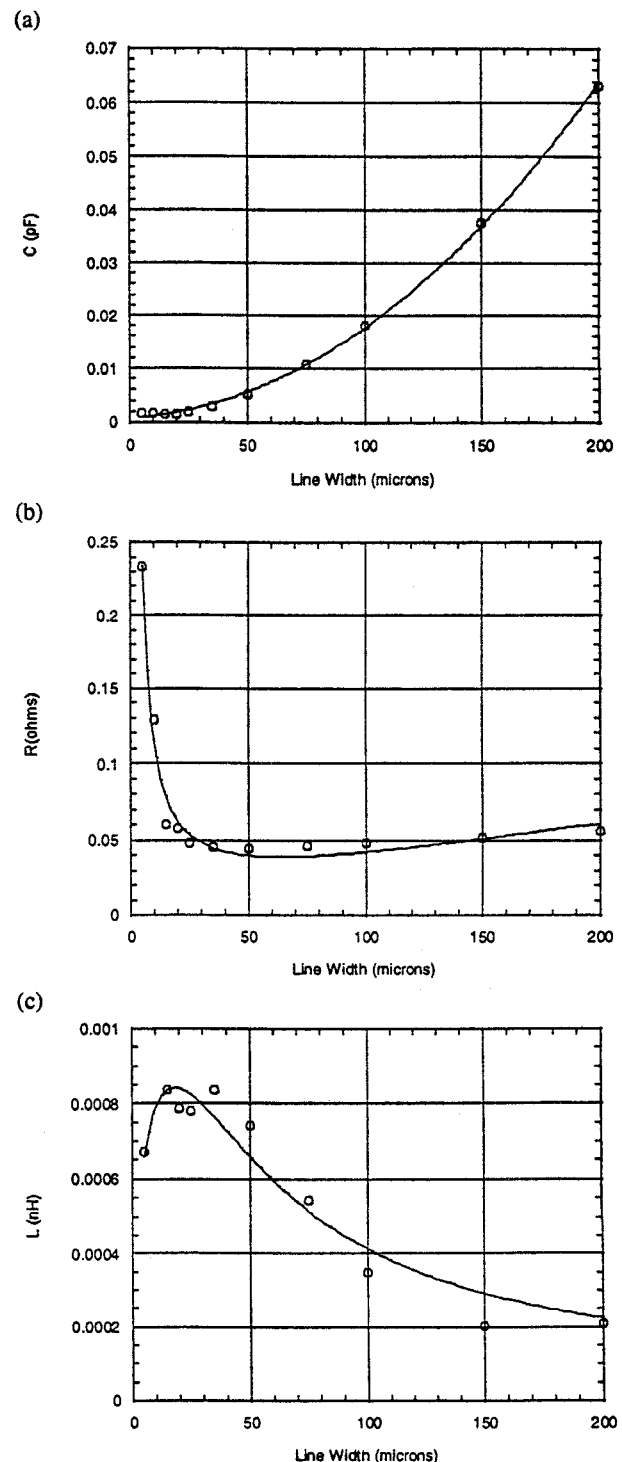 (a)
0.07
0.06
0.05
0.04
0.03
0.02
0.01
0
C (pF)
0 50 100 150 200
Line Width (microns)
(b)
0.25
0.2
0.15
0.1
0.05
0
R(ohms)
0 50 100 150 200
Line Width (microns)
(c)
0.001
0.0008
0.0006
0.0004
0.0002
0
L (nH)
0 50 100 150 200
Line Width (microns)